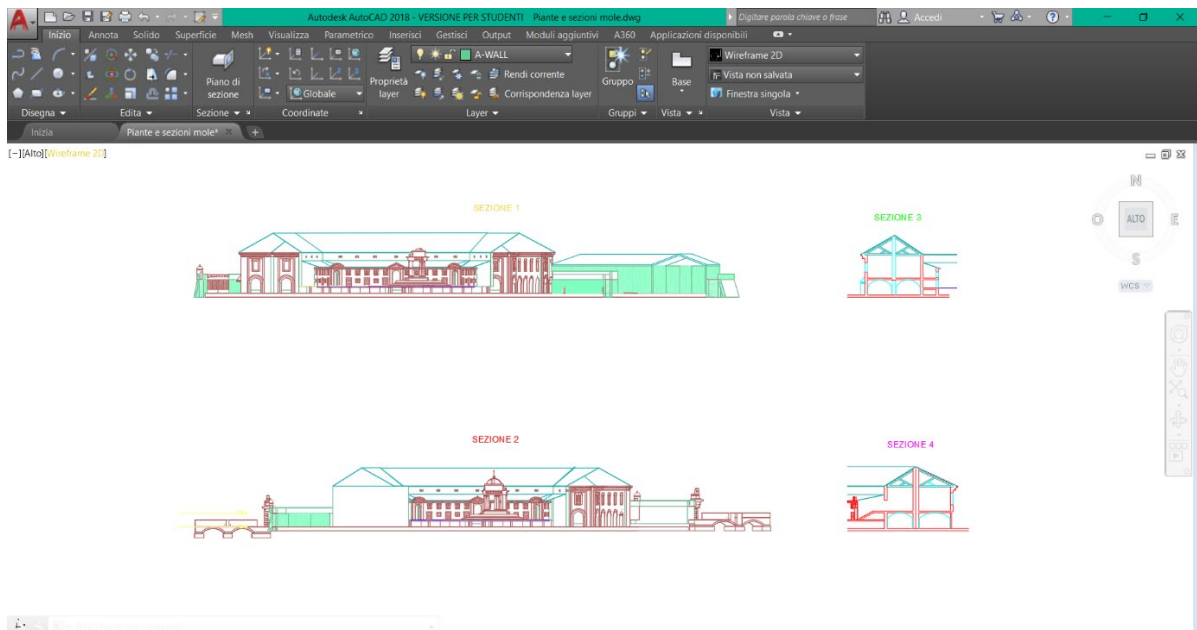 Autodesk AutoCAD 2018 - VERSIONE PER STUDENTI Piante e sezioni mole.dwg
Digitare parola chiave o frase
Accedi
Inizio Annota Solido Superficie Mesh Visualizza Parametrico Inserisci Gestisci Output Moduli aggiuntivi A360 Applicazioni disponibili
Piano di sezione
Globale
Proprietà layer
A-WALL
Rendi corrente
Corrispondenza layer
Gruppo
Base
Wireframe 2D
Vista non salvata
Finestra singola
Disegna Edita Sezione Coordinate Layer Gruppi Vista Vista
Inizia Piante e sezioni mole*
[−][Alto][Wireframe 2D]
N
O ALTO E
S
WCS
SEZIONE 1
SEZIONE 3
SEZIONE 2
SEZIONE 4